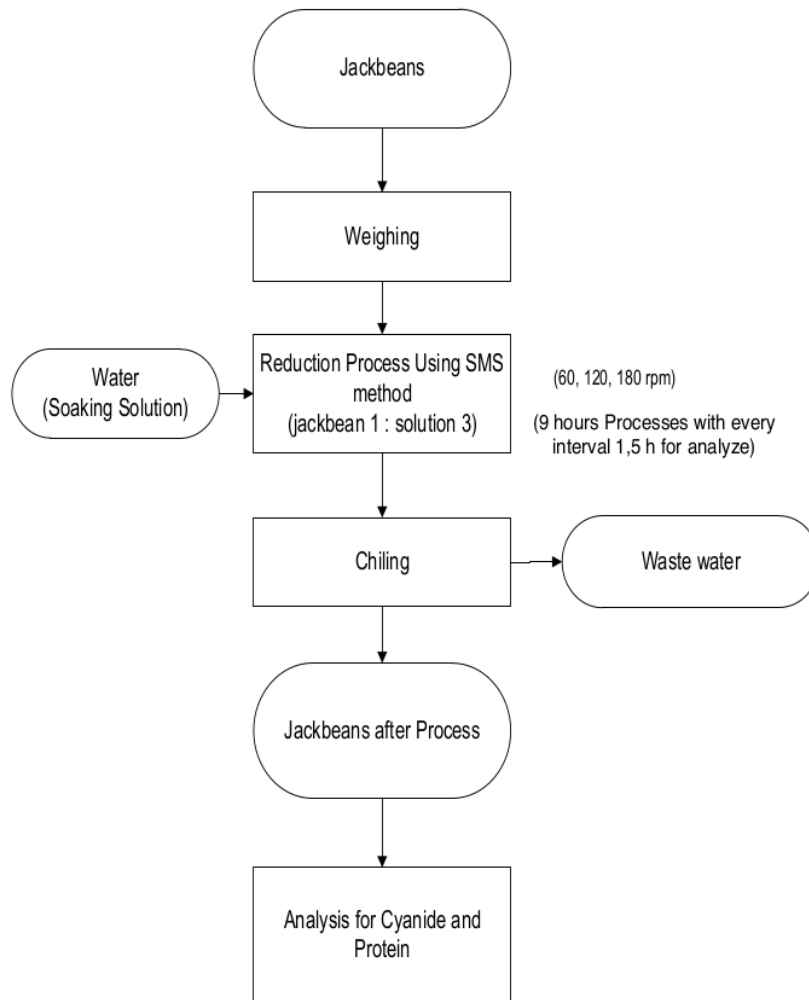 Jackbeans
Weighing
Water
(Soaking Solution)
Reduction Process Using SMS
method
(jackbean 1 : solution 3)
(60, 120, 180 rpm)
(9 hours Processes with every
interval 1,5 h for analyze)
Chiling
Waste water
Jackbeans after Process
Analysis for Cyanide and
Protein